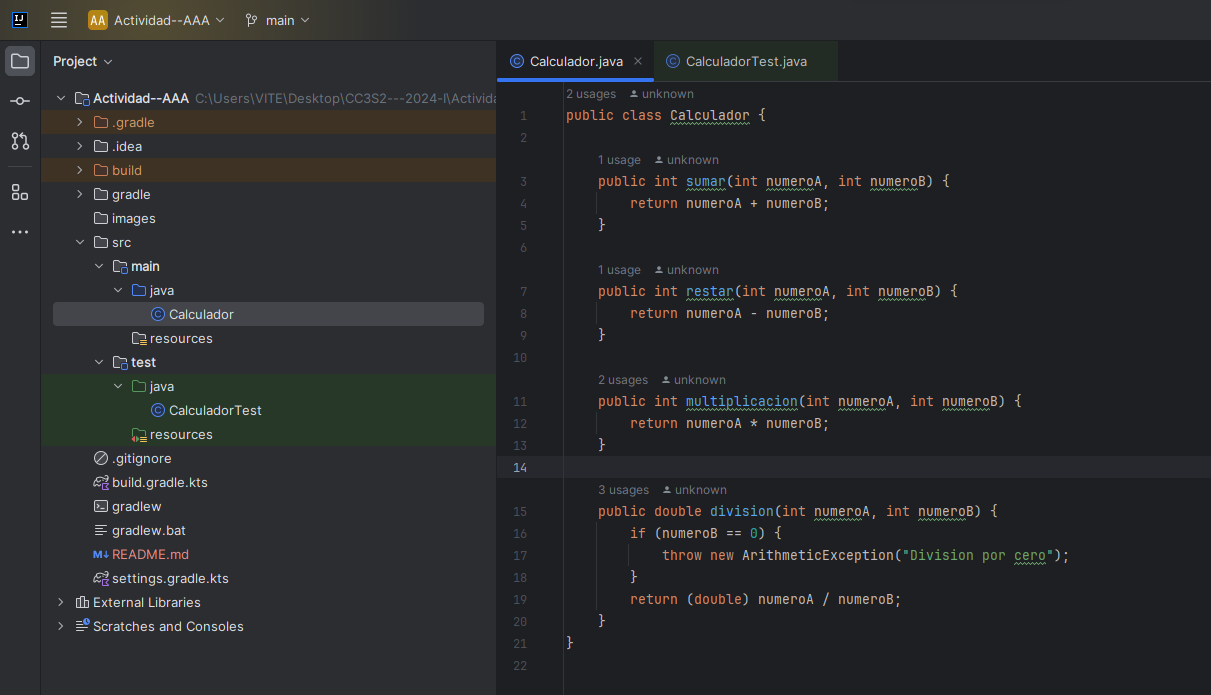 IJ
AA Actividad--AAA main
Project
Actividad--AAA C:\Users\VITE\Desktop\CC3S2---2024-I\Activida
.gradle
.idea
build
gradle
images
src
main
java
Calculador
resources
test
java
CalculadorTest
resources
.gitignore
build.gradle.kts
gradlew
gradlew.bat
M↓ README.md
settings.gradle.kts
External Libraries
Scratches and Consoles
Calculador.java CalculadorTest.java
2 usages unknown
1 public class Calculador {
2
1 usage unknown
3 public int sumar(int numeroA, int numeroB) {
4 return numeroA + numeroB;
5 }
6
1 usage unknown
7 public int restar(int numeroA, int numeroB) {
8 return numeroA - numeroB;
9 }
10
2 usages unknown
11 public int multiplicacion(int numeroA, int numeroB) {
12 return numeroA * numeroB;
13 }
14
3 usages unknown
15 public double division(int numeroA, int numeroB) {
16 if (numeroB == 0) {
17 throw new ArithmeticException("Division por cero");
18 }
19 return (double) numeroA / numeroB;
20 }
21 }
22